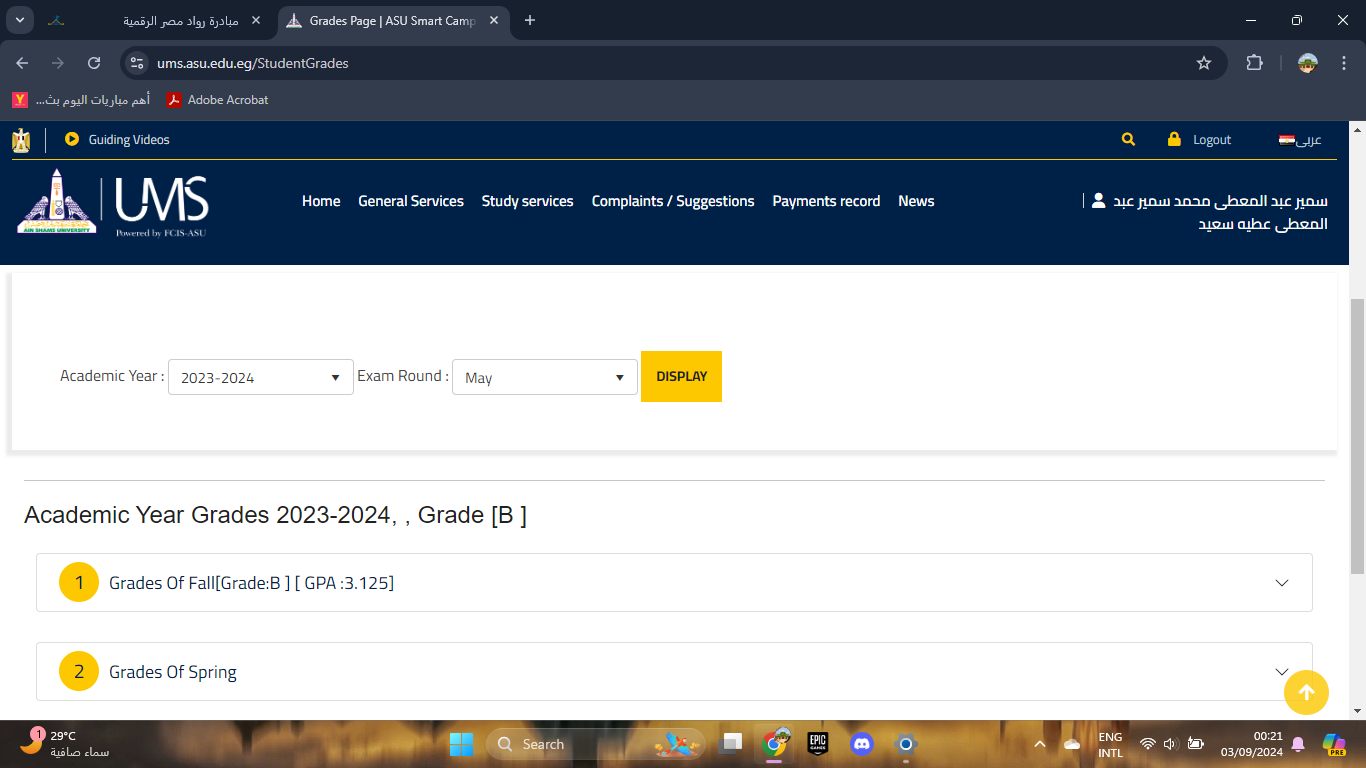 مبادرة رواد مصر الرقمية
Grades Page | ASU Smart Camp
ums.asu.edu.eg/StudentGrades
أهم مباريات اليوم بث...
Adobe Acrobat
Guiding Videos
Logout
عربى
AIN SHAMS UNIVERSITY
UMS
Powered by FCIS-ASU
Home
General Services
Study services
Complaints / Suggestions
Payments record
News
سمير عبد المعطى محمد سمير عبد
المعطى عطيه سعيد
Academic Year :
2023-2024
Exam Round :
May
DISPLAY
Academic Year Grades 2023-2024, , Grade [B ]
1
Grades Of Fall[Grade:B ] [ GPA :3.125]
2
Grades Of Spring
1
29°C
سماء صافية
Search
EPIC
GAMES
ENG
INTL
00:21
03/09/2024
PRE